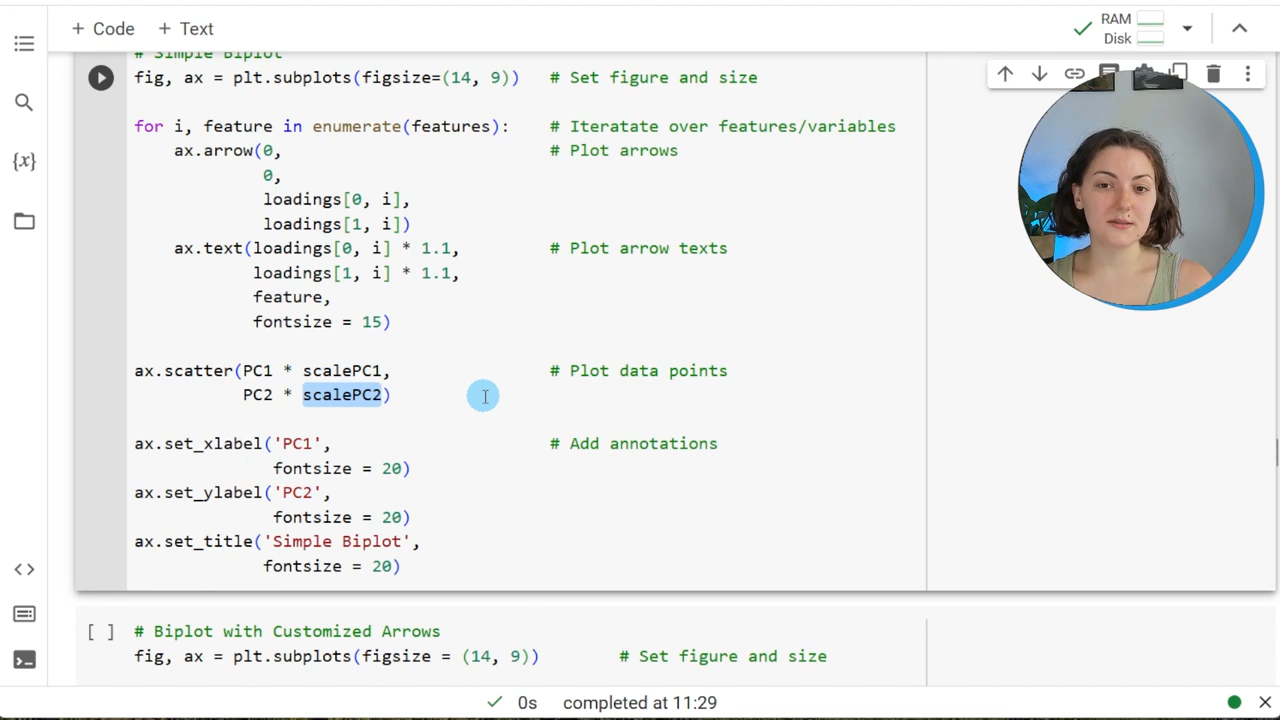 + Code + Text
RAM
Disk
# Simple Biplot
fig, ax = plt.subplots(figsize=(14, 9)) # Set figure and size
for i, feature in enumerate(features): # Iteratate over features/variables
ax.arrow(0, # Plot arrows
0,
loadings[0, i],
loadings[1, i])
ax.text(loadings[0, i] * 1.1, # Plot arrow texts
loadings[1, i] * 1.1,
feature,
fontsize = 15)
ax.scatter(PC1 * scalePC1, # Plot data points
PC2 * scalePC2)
ax.set_xlabel('PC1', # Add annotations
fontsize = 20)
ax.set_ylabel('PC2',
fontsize = 20)
ax.set_title('Simple Biplot',
fontsize = 20)
[ ] # Biplot with Customized Arrows
fig, ax = plt.subplots(figsize = (14, 9)) # Set figure and size
0s completed at 11:29